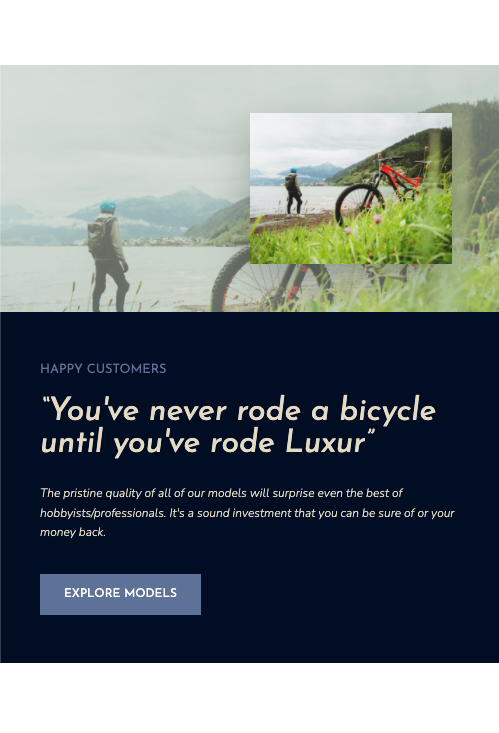 HAPPY CUSTOMERS
“You've never rode a bicycle
until you've rode Luxur”
The pristine quality of all of our models will surprise even the best of
hobbyists/professionals. It's a sound investment that you can be sure of or your
money back.
EXPLORE MODELS